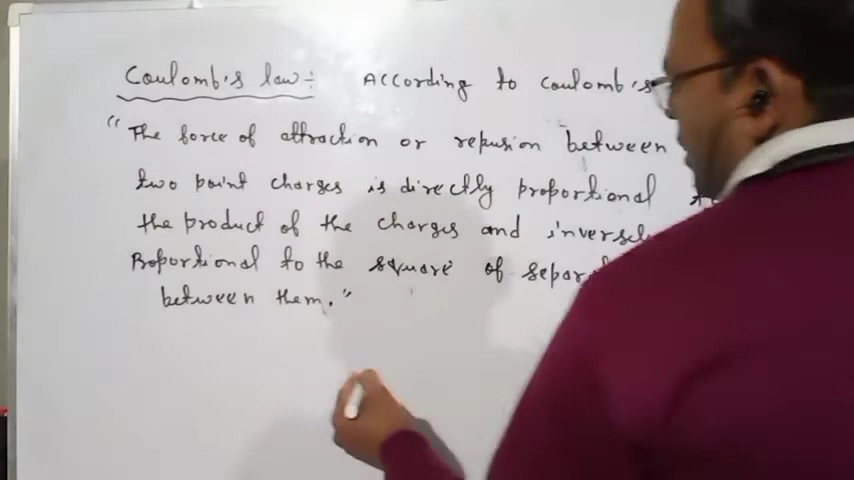 Coulomb's law:- According to coulomb's
"The force of attraction or repusion between
two point charges is directly proportional
the product of the charges and
Proportional to the square of
between them."